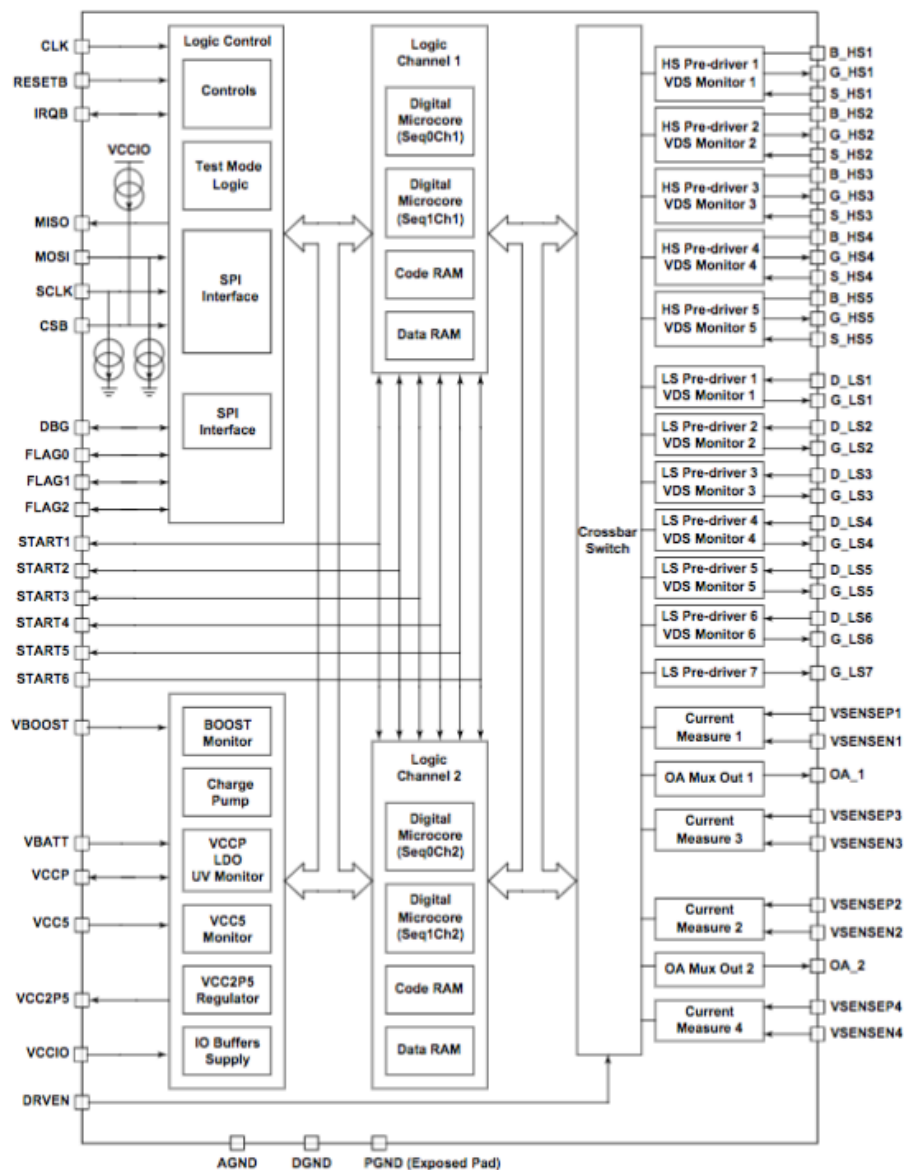 CLK
RESETB
IRQB
VCCIO
MISO
MOSI
SCLK
CSB
DBG
FLAG0
FLAG1
FLAG2
START1
START2
START3
START4
START5
START6
VBOOST
VBATT
VCCP
VCC5
VCC2P5
VCCIO
DRVEN
Logic Control
Controls
Test Mode
Logic
SPI
Interface
SPI
Interface
BOOST
Monitor
Charge
Pump
VCCP
LDO
UV Monitor
VCC5
Monitor
VCC2P5
Regulator
IO Buffers
Supply
Logic
Channel 1
Digital
Microcore
(Seq0Ch1)
Digital
Microcore
(Seq1Ch1)
Code RAM
Data RAM
Logic
Channel 2
Digital
Microcore
(Seq0Ch2)
Digital
Microcore
(Seq1Ch2)
Code RAM
Data RAM
Crossbar
Switch
HS Pre-driver 1
VDS Monitor 1
HS Pre-driver 2
VDS Monitor 2
HS Pre-driver 3
VDS Monitor 3
HS Pre-driver 4
VDS Monitor 4
HS Pre-driver 5
VDS Monitor 5
LS Pre-driver 1
VDS Monitor 1
LS Pre-driver 2
VDS Monitor 2
LS Pre-driver 3
VDS Monitor 3
LS Pre-driver 4
VDS Monitor 4
LS Pre-driver 5
VDS Monitor 5
LS Pre-driver 6
VDS Monitor 6
LS Pre-driver 7
Current
Measure 1
OA Mux Out 1
Current
Measure 3
Current
Measure 2
OA Mux Out 2
Current
Measure 4
B_HS1
G_HS1
S_HS1
B_HS2
G_HS2
S_HS2
B_HS3
G_HS3
S_HS3
B_HS4
G_HS4
S_HS4
B_HS5
G_HS5
S_HS5
D_LS1
G_LS1
D_LS2
G_LS2
D_LS3
G_LS3
D_LS4
G_LS4
D_LS5
G_LS5
D_LS6
G_LS6
G_LS7
VSENSEP1
VSENSEN1
OA_1
VSENSEP3
VSENSEN3
VSENSEP2
VSENSEN2
OA_2
VSENSEP4
VSENSEN4
AGND
DGND
PGND (Exposed Pad)